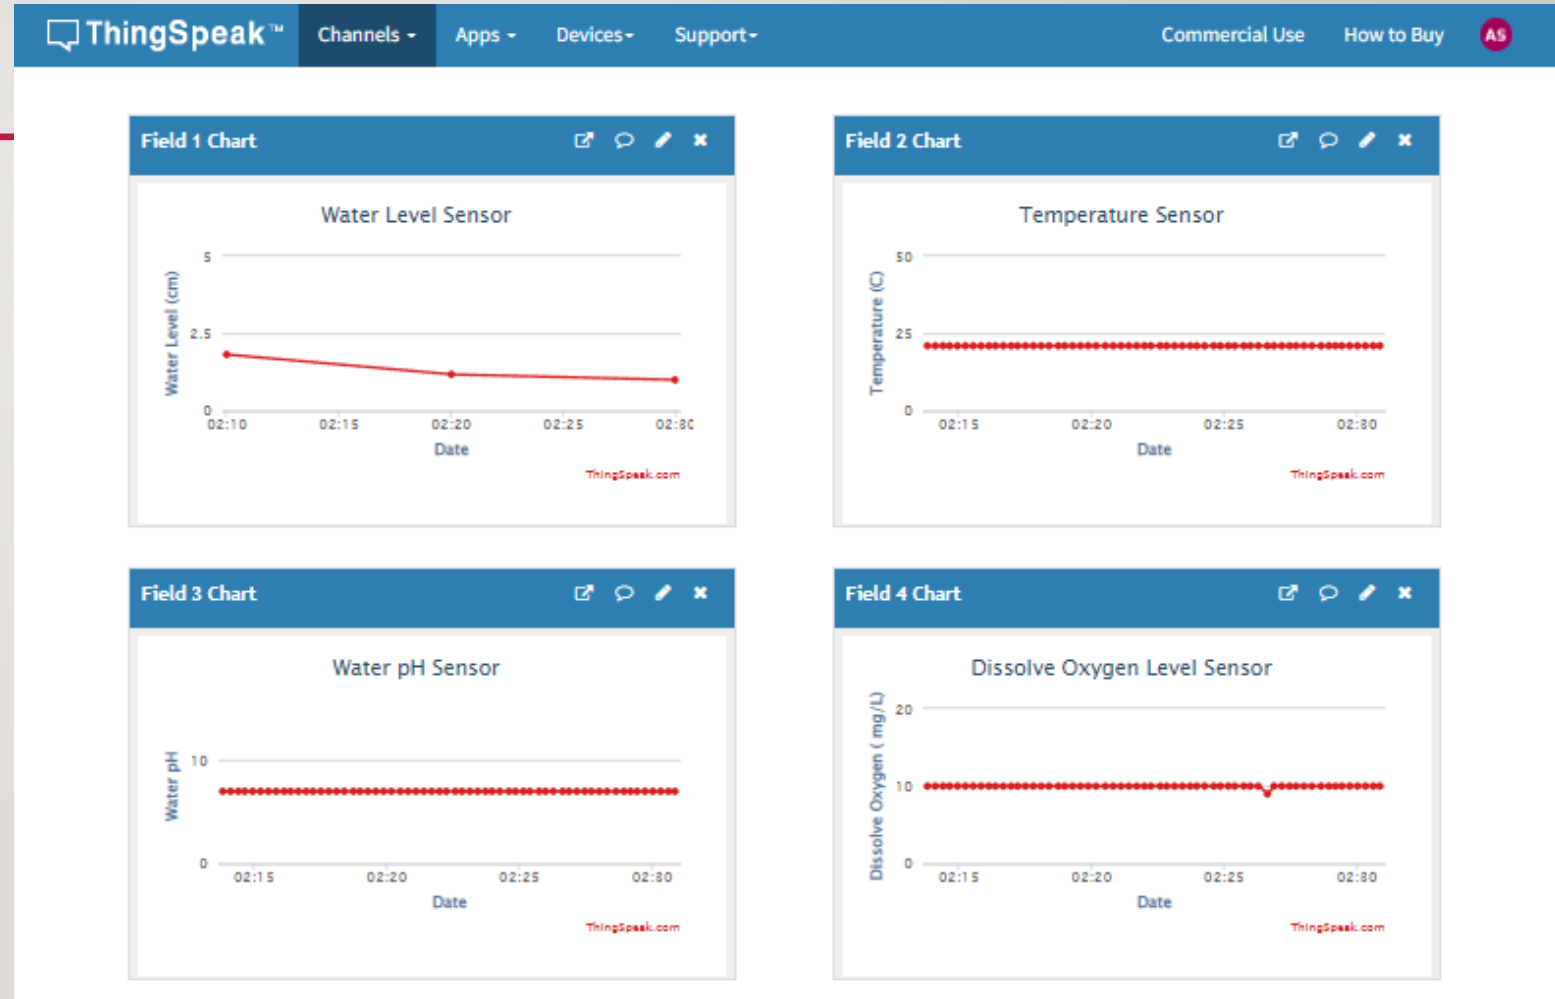 ThingSpeak™ Channels Apps Devices Support Commercial Use How to Buy AS
Field 1 Chart
Water Level Sensor
Water Level (cm)
5
2.5
0
02:10 02:15 02:20 02:25
Date
ThingSpeak.com
Field 2 Chart
Temperature Sensor
Temperature (C)
50
25
0
02:15 02:20 02:25 02:30
Date
ThingSpeak.com
Field 3 Chart
Water pH Sensor
Water pH
10
0
02:15 02:20 02:25 02:30
Date
ThingSpeak.com
Field 4 Chart
Dissolve Oxygen Level Sensor
Dissolve Oxygen ( mg/L)
20
10
0
02:15 02:20 02:25 02:30
Date
ThingSpeak.com